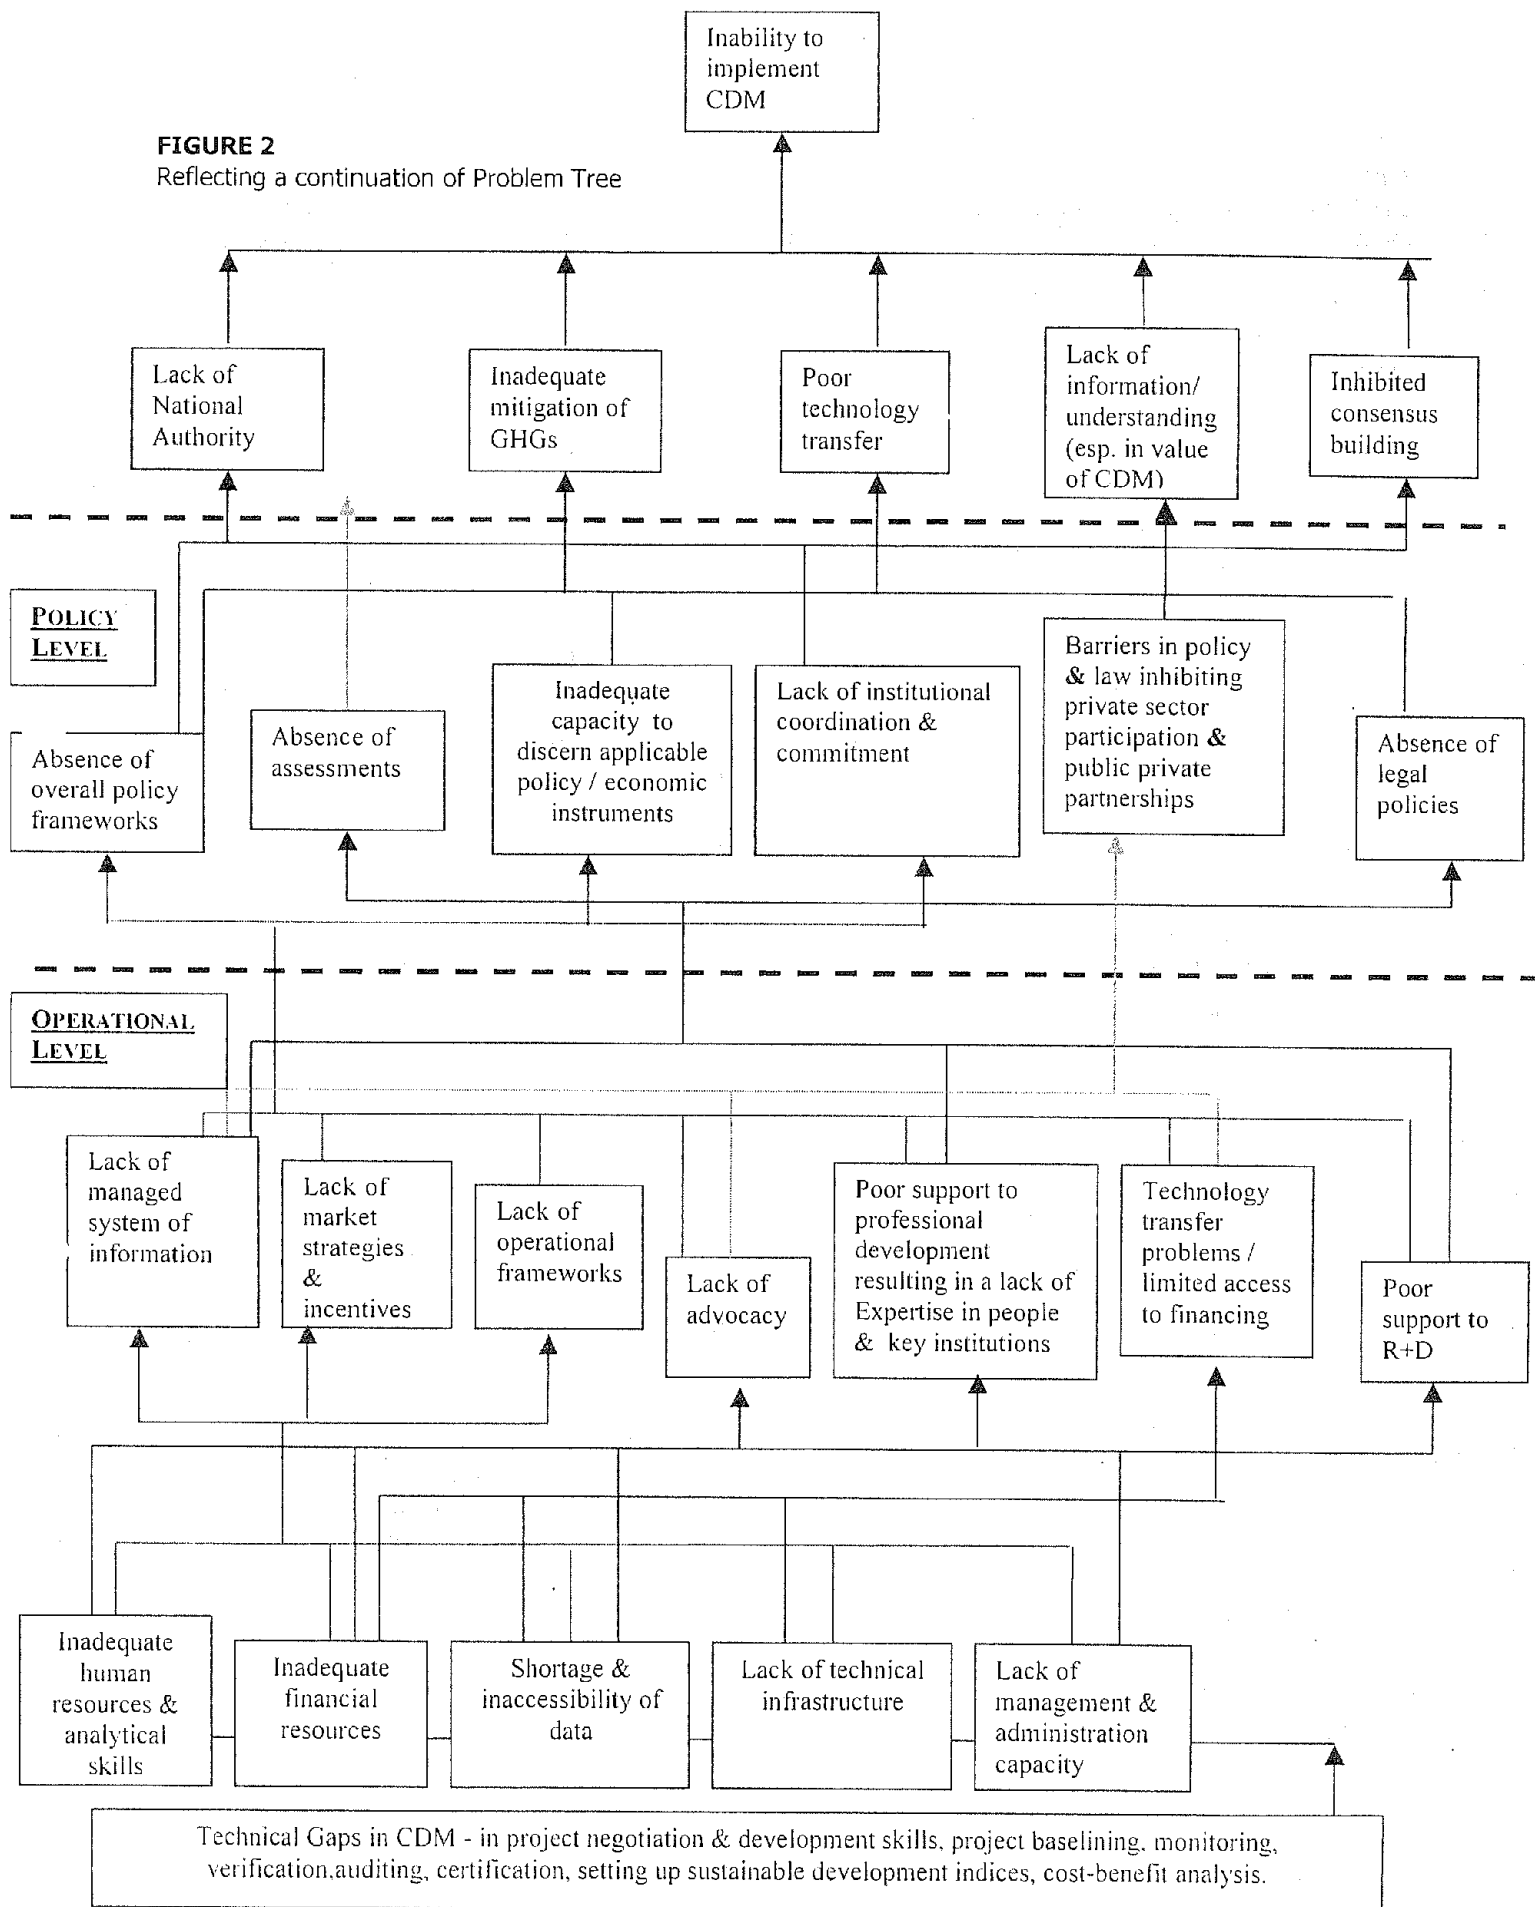 Inability to
implement
CDM
FIGURE 2
Reflecting a continuation of Problem Tree
Lack of
National
Authority
Inadequate
mitigation of
GHGs
Poor
technology
transfer
Lack of
information/
understanding
(esp. in value
of CDM)
Inhibited
consensus
building
POLICY
LEVEL
Absence of
overall policy
frameworks
Absence of
assessments
Inadequate
capacity to
discern applicable
policy / economic
instruments
Lack of institutional
coordination &
commitment
Barriers in policy
& law inhibiting
private sector
participation &
public private
partnerships
Absence of
legal
policies
OPERATIONAL
LEVEL
Lack of
managed
system of
information
Lack of
market
strategies
&
incentives
Lack of
operational
frameworks
Lack of
advocacy
Poor support to
professional
development
resulting in a lack of
Expertise in people
& key institutions
Technology
transfer
problems /
limited access
to financing
Poor
support to
R+D
Inadequate
human
resources &
analytical
skills
Inadequate
financial
resources
Shortage &
inaccessibility of
data
Lack of technical
infrastructure
Lack of
management &
administration
capacity
Technical Gaps in CDM - in project negotiation & development skills, project baselining, monitoring,
verification,auditing, certification, setting up sustainable development indices, cost-benefit analysis.